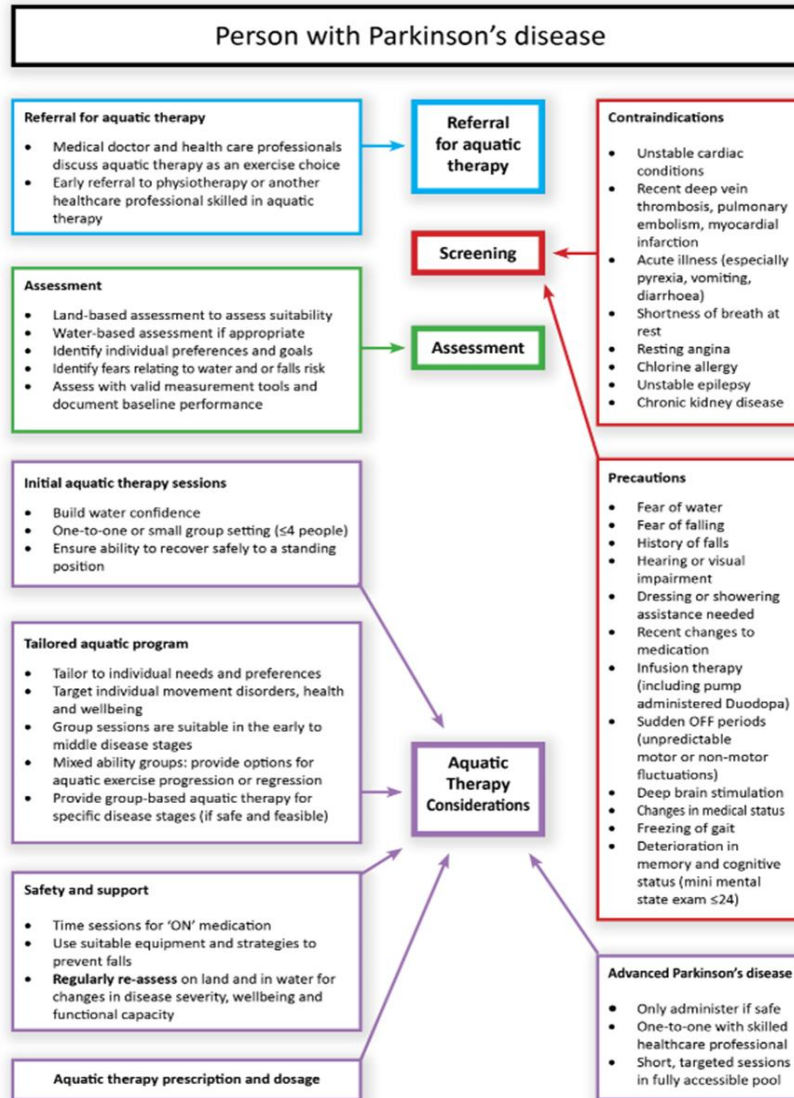 Person with Parkinson's disease
Referral for aquatic therapy
• Medical doctor and health care professionals
discuss aquatic therapy as an exercise choice
• Early referral to physiotherapy or another
healthcare professional skilled in aquatic
therapy
Referral
for aquatic
therapy
Screening
Assessment
• Land-based assessment to assess suitability
• Water-based assessment if appropriate
• Identify individual preferences and goals
• Identify fears relating to water and or falls risk
• Assess with valid measurement tools and
document baseline performance
Assessment
Contraindications
• Unstable cardiac
conditions
• Recent deep vein
thrombosis, pulmonary
embolism, myocardial
infarction
• Acute illness (especially
pyrexia, vomiting,
diarrhoea)
• Shortness of breath at
rest
• Resting angina
• Chlorine allergy
• Unstable epilepsy
• Chronic kidney disease
Initial aquatic therapy sessions
• Build water confidence
• One-to-one or small group setting (≤4 people)
• Ensure ability to recover safely to a standing
position
Precautions
• Fear of water
• Fear of falling
• History of falls
• Hearing or visual
impairment
• Dressing or showering
assistance needed
• Recent changes to
medication
• Infusion therapy
(including pump
administered Duodopa)
• Sudden OFF periods
(unpredictable
motor or non-motor
fluctuations)
• Deep brain stimulation
• Changes in medical status
• Freezing of gait
• Deterioration in
memory and cognitive
status (mini mental
state exam ≤24)
Tailored aquatic program
• Tailor to individual needs and preferences
• Target individual movement disorders, health
and wellbeing
• Group sessions are suitable in the early to
middle disease stages
• Mixed ability groups: provide options for
aquatic exercise progression or regression
• Provide group-based aquatic therapy for
specific disease stages (if safe and feasible)
Aquatic
Therapy
Considerations
Safety and support
• Time sessions for 'ON' medication
• Use suitable equipment and strategies to
prevent falls
• Regularly re-assess on land and in water for
changes in disease severity, wellbeing and
functional capacity
Advanced Parkinson's disease
• Only administer if safe
• One-to-one with skilled
healthcare professional
• Short, targeted sessions
in fully accessible pool
Aquatic therapy prescription and dosage